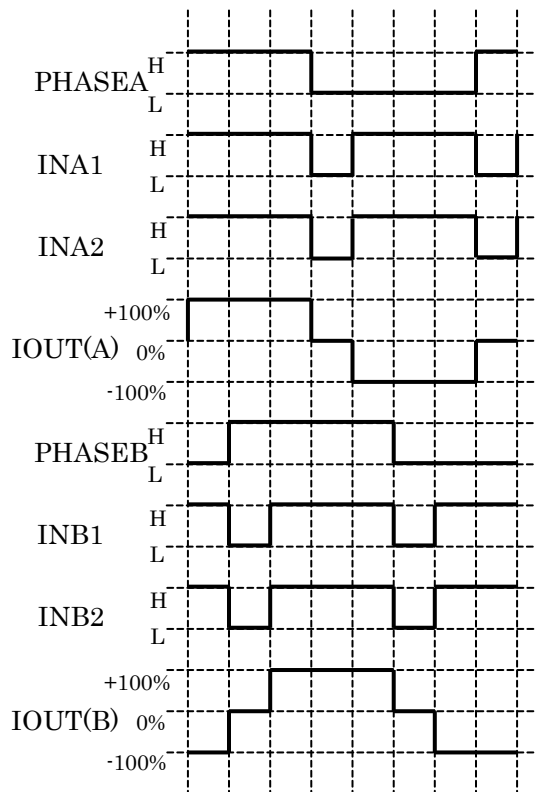 H
PHASEA
L
H
INA1
L
H
INA2
L
+100%
IOUT(A) 0%
-100%
H
PHASEB
L
H
INB1
L
H
INB2
L
+100%
IOUT(B) 0%
-100%